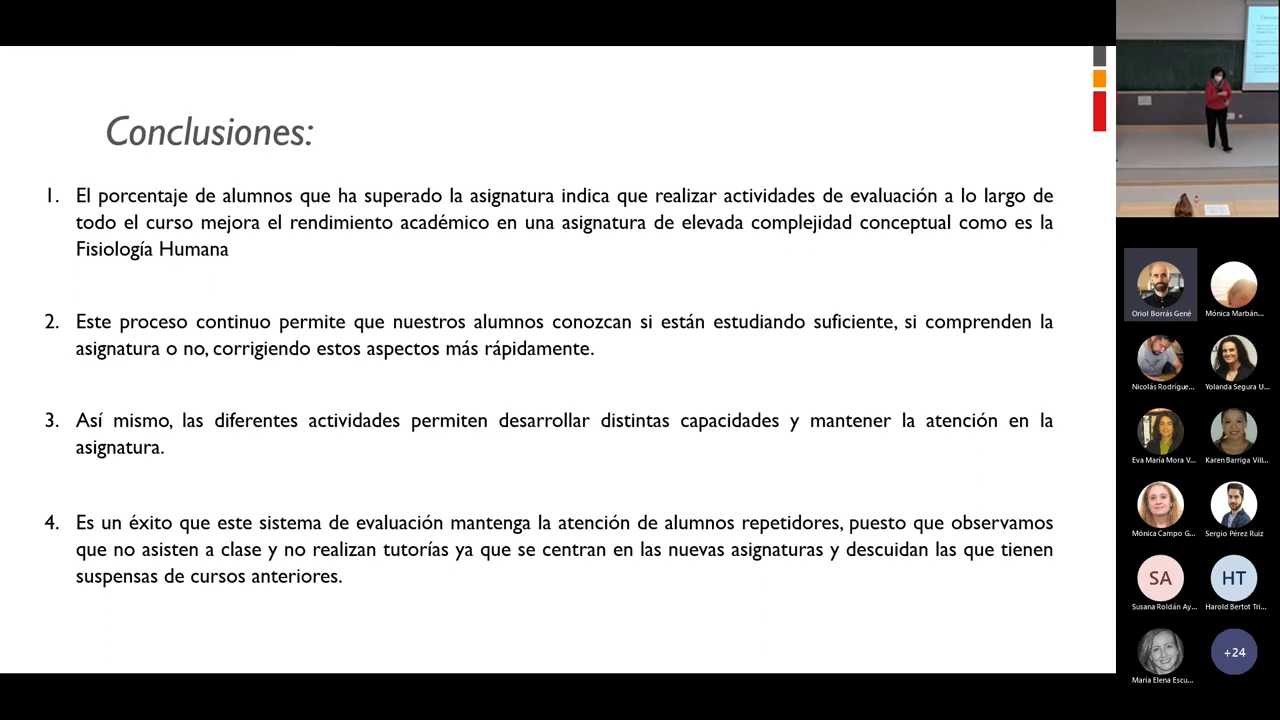 Conclusiones:
1. El porcentaje de alumnos que ha superado la asignatura indica que realizar actividades de evaluación a lo largo de
todo el curso mejora el rendimiento académico en una asignatura de elevada complejidad conceptual como es la
Fisiología Humana
2. Este proceso continuo permite que nuestros alumnos conozcan si están estudiando suficiente, si comprenden la
asignatura o no, corrigiendo estos aspectos más rápidamente.
3. Así mismo, las diferentes actividades permiten desarrollar distintas capacidades y mantener la atención en la
asignatura.
4. Es un éxito que este sistema de evaluación mantenga la atención de alumnos repetidores, puesto que observamos
que no asisten a clase y no realizan tutorías ya que se centran en las nuevas asignaturas y descuidan las que tienen
suspensas de cursos anteriores.
Oriol Borrás Gené
Mónica Marbán...
Nicolás Rodrígue...
Yolanda Segura U...
Eva María Mora V...
Karen Barriga Vill...
Mónica Campo G...
Sergio Pérez Ruiz
SA
HT
Susana Roldán Ay...
Harold Bertot Tri...
+24
María Elena Escu...